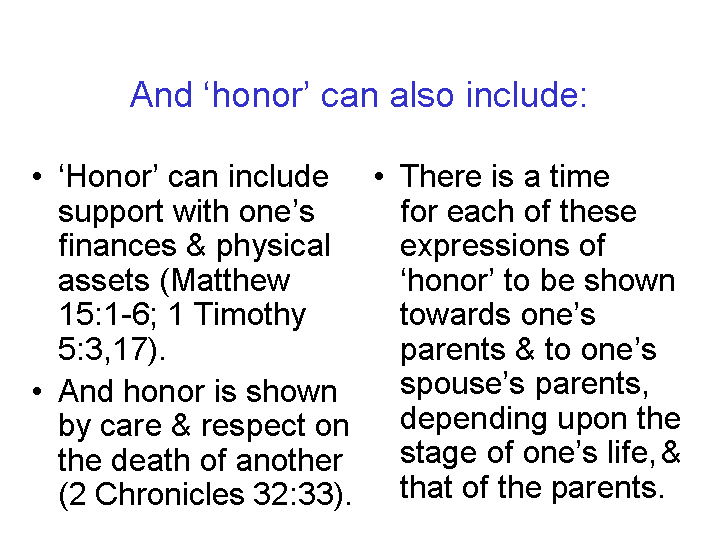 And ‘honor’ can also include:
• ‘Honor’ can include
support with one’s
finances & physical
assets (Matthew
15:1-6; 1 Timothy
5:3,17).
• And honor is shown
by care & respect on
the death of another
(2 Chronicles 32:33).
• There is a time
for each of these
expressions of
‘honor’ to be shown
towards one’s
parents & to one’s
spouse’s parents,
depending upon the
stage of one’s life, &
that of the parents.